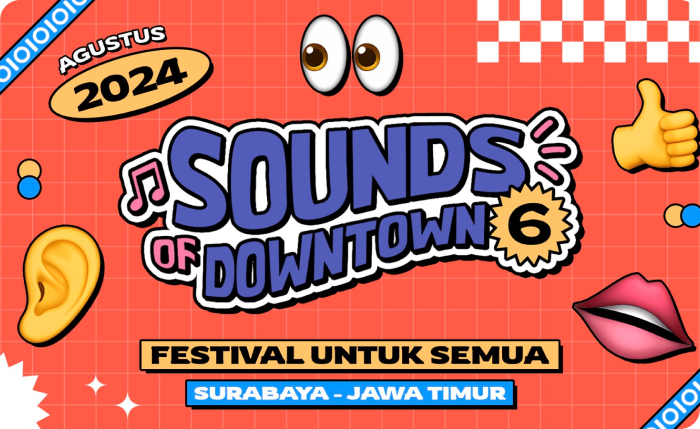 AGUSTUS
2024
SOUNDS
OF DOWNTOWN 6
FESTIVAL UNTUK SEMUA
SURABAYA - JAWA TIMUR